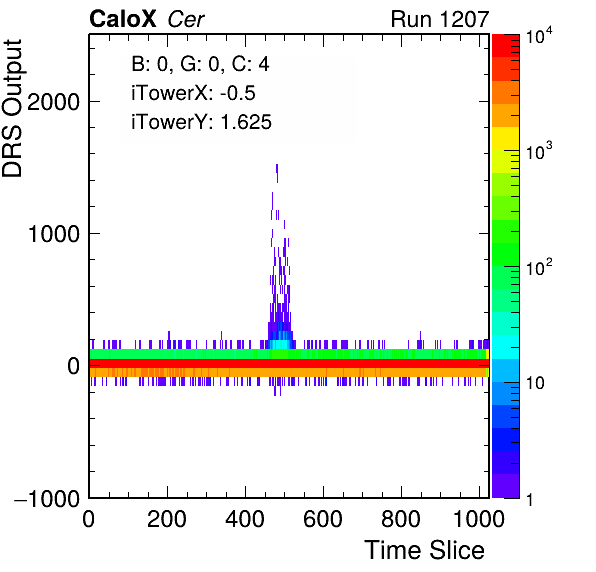 CaloX Cer Run 1207
B: 0, G: 0, C: 4
iTowerX: -0.5
iTowerY: 1.625
DRS Output
2000
1000
0
−1000
0 200 400 600 800 1000
Time Slice
10^4
10^3
10^2
10
1